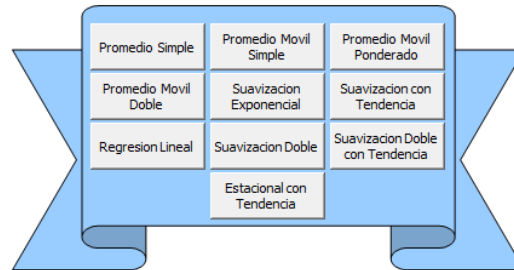 Promedio Simple
Promedio Movil
Simple
Promedio Movil
Ponderado
Promedio Movil
Doble
Suavizacion
Exponencial
Suavizacion con
Tendencia
Regresion Lineal
Suavizacion Doble
Suavizacion Doble
con Tendencia
Estacional con
Tendencia